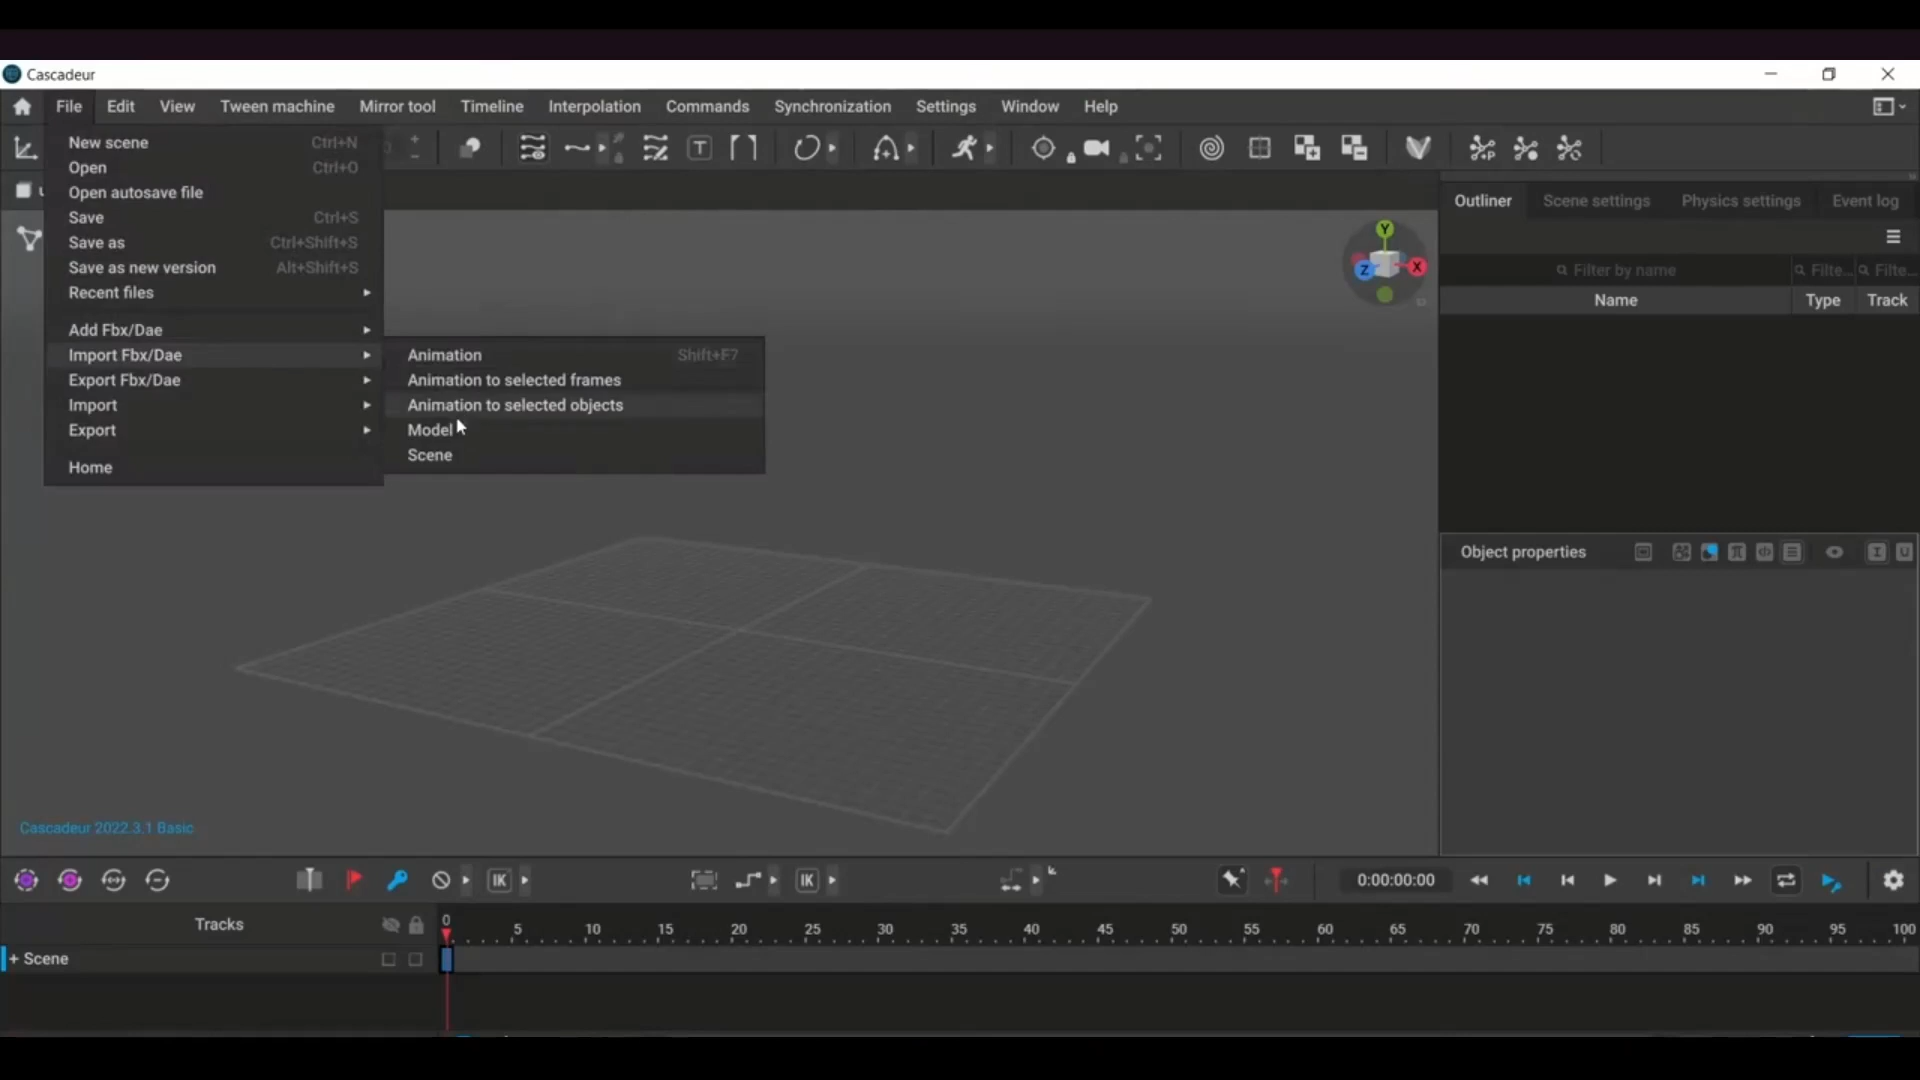 Cascadeur
File Edit View Tween machine Mirror tool Timeline Interpolation Commands Synchronization Settings Window Help
New scene Ctrl+N
Open Ctrl+O
Open autosave file
Save Ctrl+S
Save as Ctrl+Shift+S
Save as new version Alt+Shift+S
Recent files
Add Fbx/Dae
Import Fbx/Dae
Export Fbx/Dae
Import
Export
Home
Animation Shift+F7
Animation to selected frames
Animation to selected objects
Model
Scene
Y
Z X
Outliner Scene settings Physics settings Event log
Filter by name Filte... Filte...
Name Type Track
Object properties
Cascadeur 2022.3.1 Basic
IK IK 0:00:00:00
Tracks 0 5 10 15 20 25 30 35 40 45 50 55 60 65 70 75 80 85 90 95 100
+ Scene